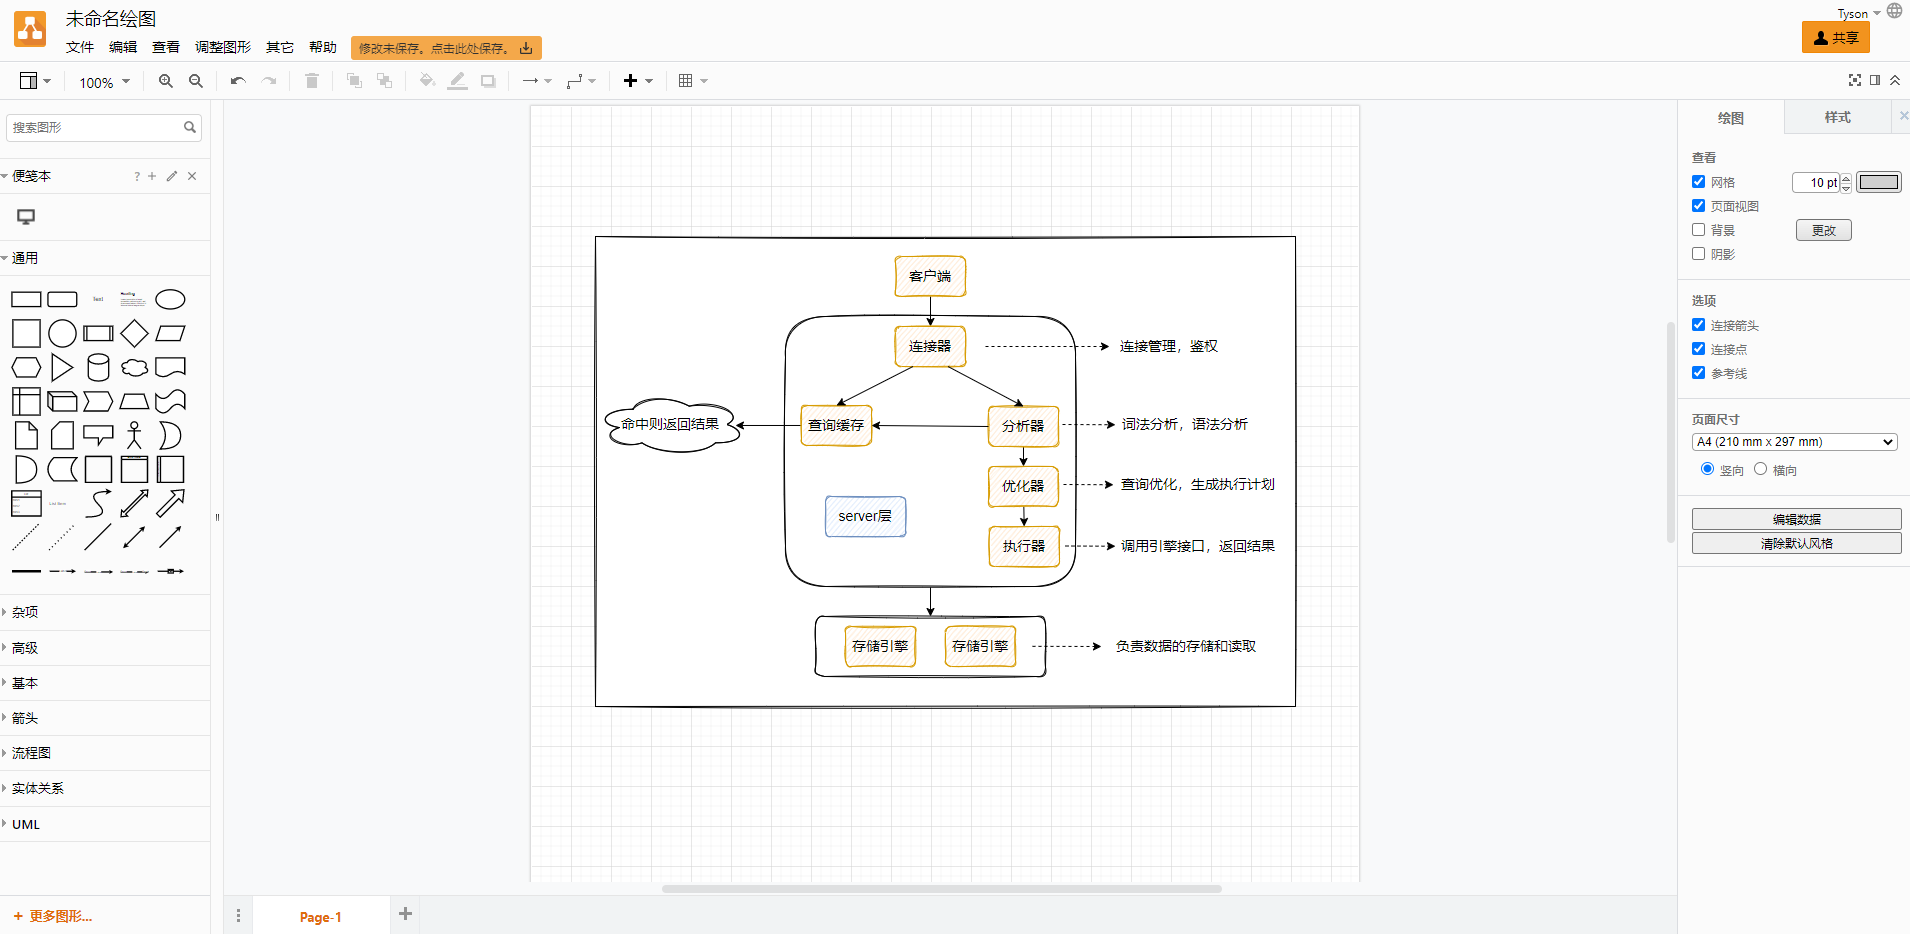 未命名绘图
Tyson
文件 编辑 查看 调整图形 其它 帮助 修改未保存。点击此处保存。
共享
100%
搜索图形
绘图 样式
便笺本
?
查看
网格 10 pt
页面视图
背景 更改
阴影
通用
Text
Heading
选项
连接箭头
连接点
参考线
页面尺寸
A4 (210 mm x 297 mm)
竖向 横向
编辑数据
清除默认风格
客户端
连接器
连接管理，鉴权
命中则返回结果
查询缓存
分析器
词法分析，语法分析
优化器
查询优化，生成执行计划
server层
执行器
调用引擎接口，返回结果
存储引擎
存储引擎
负责数据的存储和读取
List Item
杂项
高级
基本
箭头
流程图
实体关系
UML
+ 更多图形...
Page-1